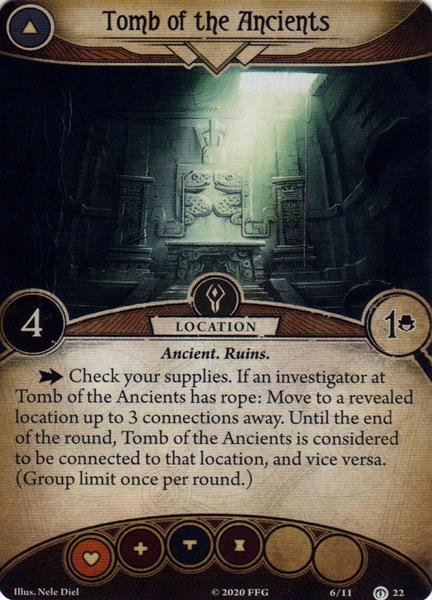 Tomb of the Ancients
4
LOCATION
1
Ancient. Ruins.
Check your supplies. If an investigator at
Tomb of the Ancients has rope: Move to a revealed
location up to 3 connections away. Until the end
of the round, Tomb of the Ancients is considered
to be connected to that location, and vice versa.
(Group limit once per round.)
Illus. Nele Diel
© 2020 FFG
6/11
22